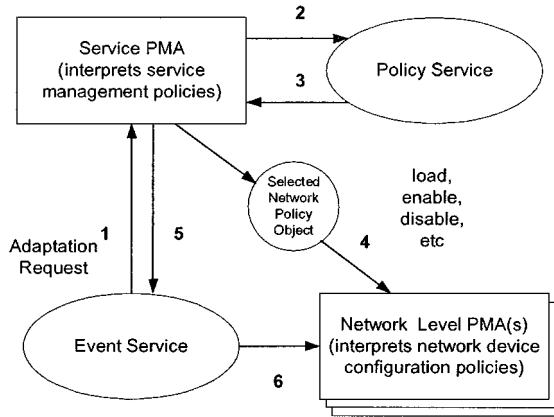 2
Service PMA
(interprets service
management policies)
Policy Service
3
Selected
Network
Policy
Object
load,
enable,
disable,
etc
1
5
4
Adaptation
Request
Event Service
Network Level PMA(s)
(interprets network device
configuration policies)
6